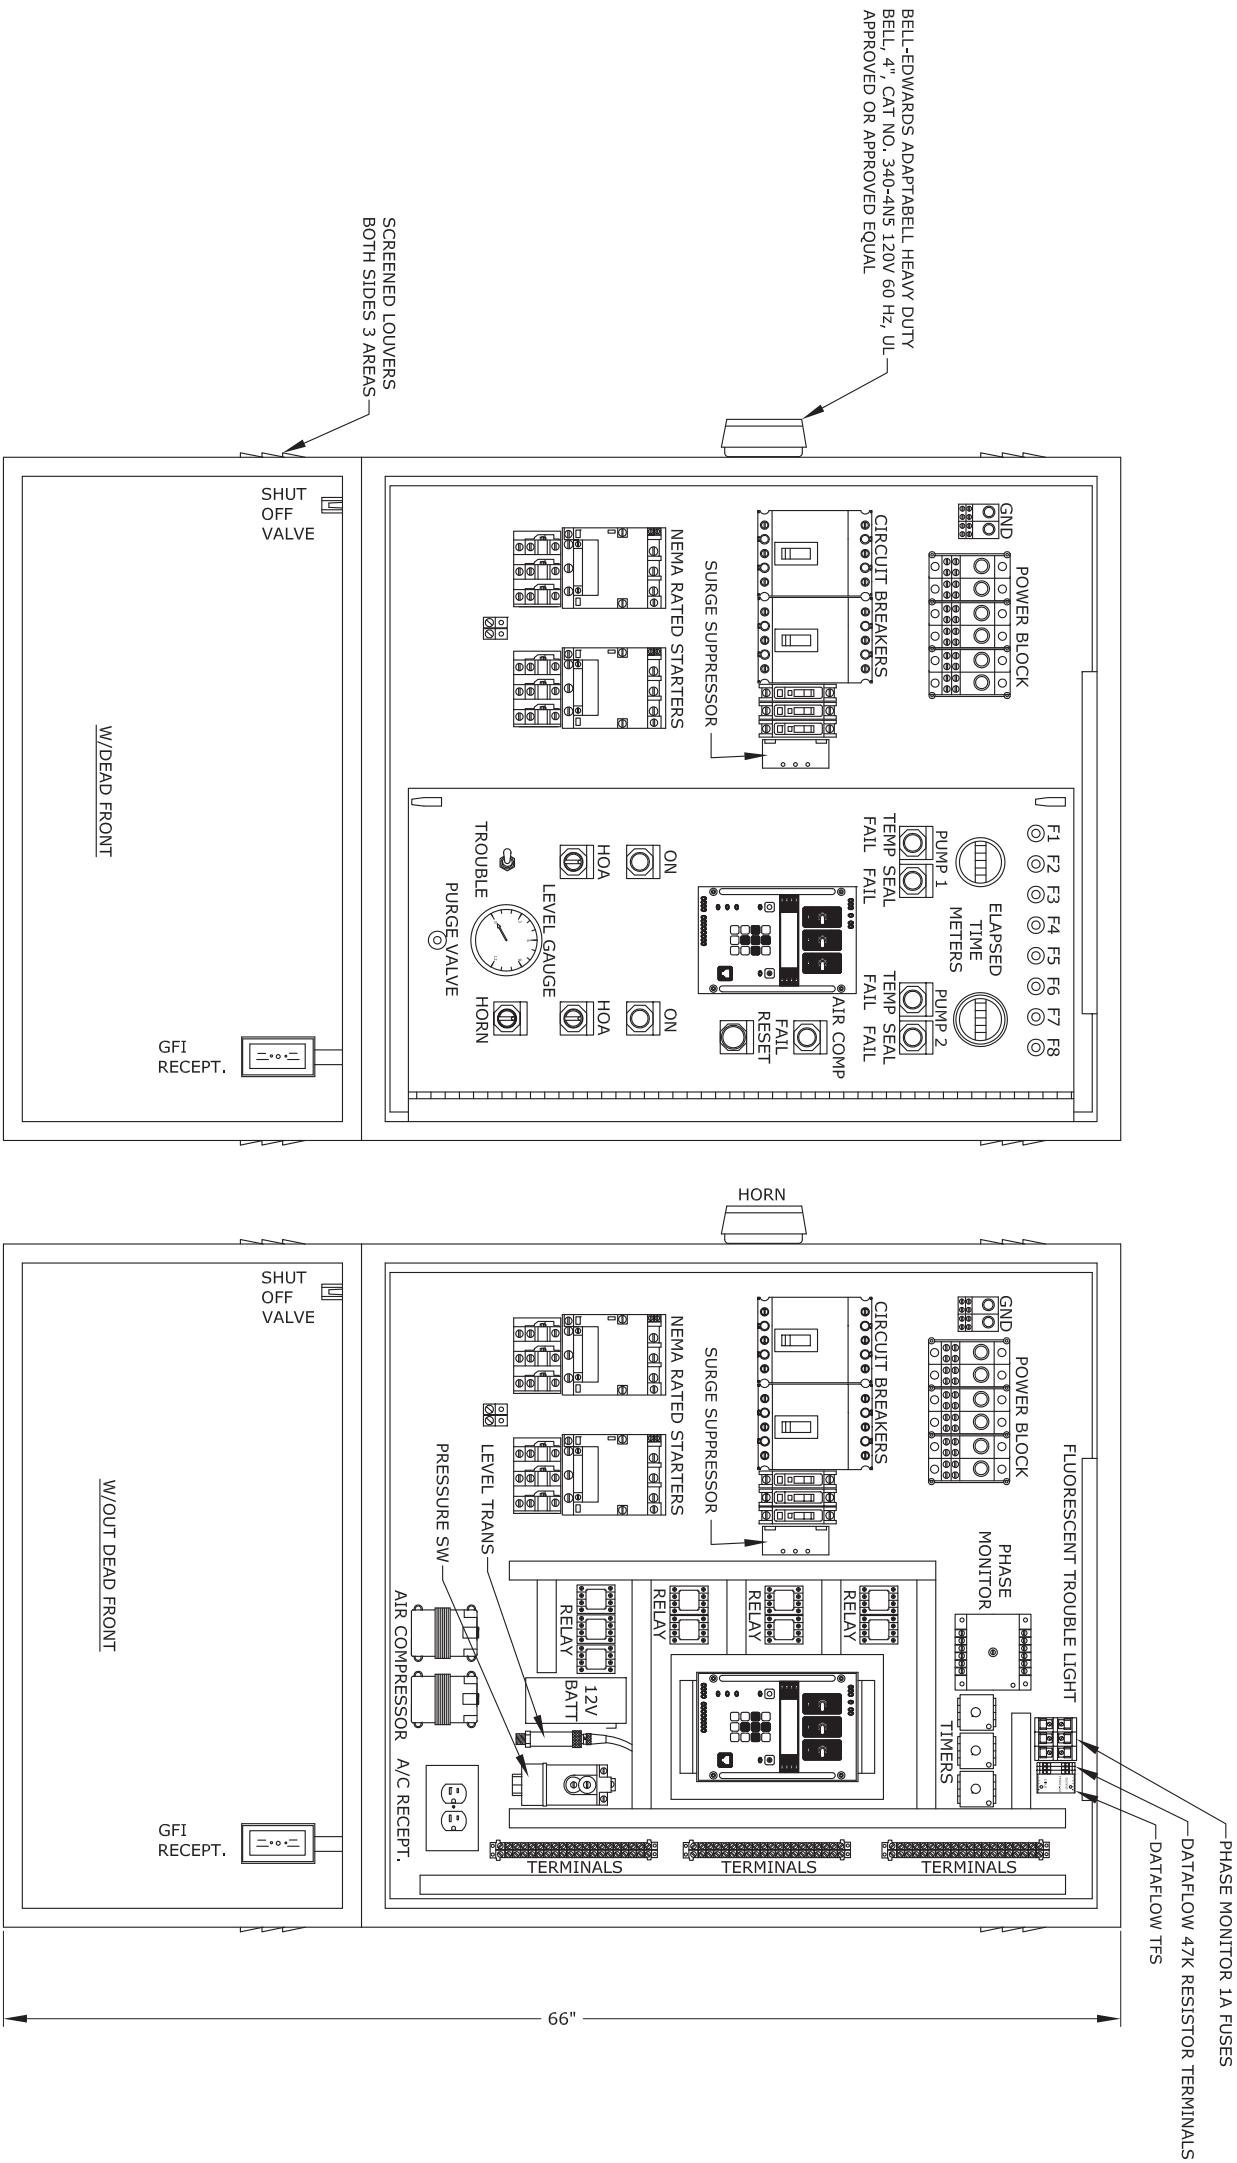 BELL-EDWARDS ADAPTABELL HEAVY DUTY
BELL, 4", CAT NO. 340-4N5 120V 60 Hz, UL
APPROVED OR APPROVED EQUAL
SCREENED LOUVERS
BOTH SIDES 3 AREAS
GND
POWER BLOCK
CIRCUIT BREAKERS
SURGE SUPPRESSOR
NEMA RATED STARTERS
F1 F2 F3 F4 F5 F6 F7 F8
ELAPSED
TIME
METERS
PUMP 1
TEMP SEAL
FAIL FAIL
PUMP 2
TEMP SEAL
FAIL FAIL
AIR COMP
FAIL
RESET
ON
ON
HOA
HOA
LEVEL GAUGE
HORN
TROUBLE
PURGE VALVE
SHUT
OFF
VALVE
GFI
RECEPT.
W/DEAD FRONT
HORN
GND
POWER BLOCK
FLUORESCENT TROUBLE LIGHT
PHASE MONITOR 1A FUSES
DATAFLOW 47K RESISTOR TERMINALS
DATAFLOW TFS
PHASE
MONITOR
TIMERS
CIRCUIT BREAKERS
SURGE SUPPRESSOR
RELAY
RELAY
RELAY
RELAY
NEMA RATED STARTERS
12V
BATT
LEVEL TRANS
PRESSURE SW
AIR COMPRESSOR
A/C RECEPT.
TERMINALS
TERMINALS
TERMINALS
SHUT
OFF
VALVE
GFI
RECEPT.
W/OUT DEAD FRONT
66"